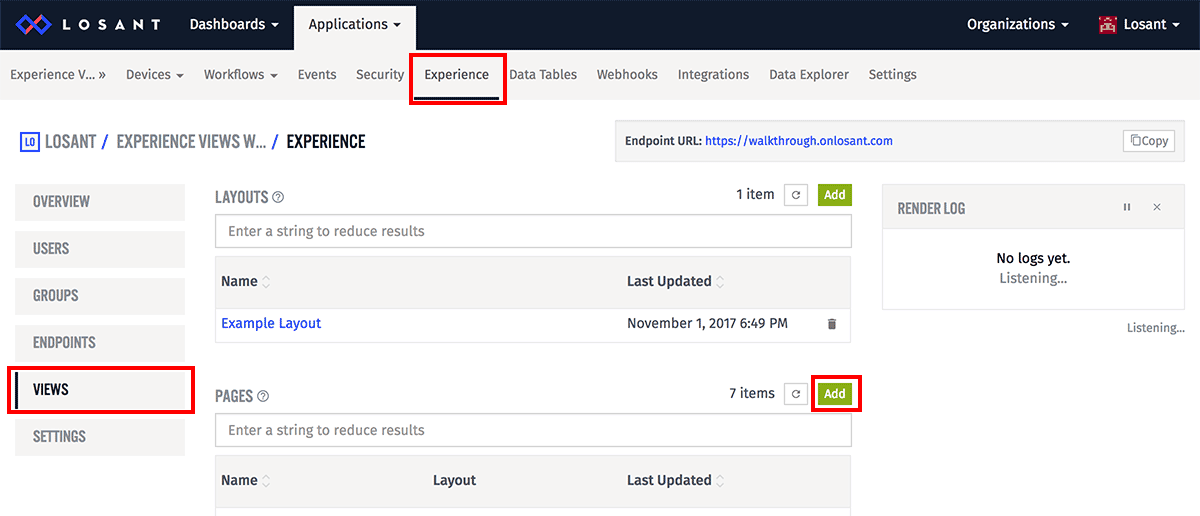 LOSANT Dashboards Applications Organizations Losant
Experience V... » Devices Workflows Events Security Experience Data Tables Webhooks Integrations Data Explorer Settings
LO LOSANT / EXPERIENCE VIEWS W... / EXPERIENCE
Endpoint URL: https://walkthrough.onlosant.com Copy
OVERVIEW
USERS
GROUPS
ENDPOINTS
VIEWS
SETTINGS
LAYOUTS ? 1 item Add
Enter a string to reduce results
Name Last Updated
Example Layout November 1, 2017 6:49 PM
PAGES ? 7 items Add
Enter a string to reduce results
Name Layout Last Updated
RENDER LOG
No logs yet.
Listening...
Listening...